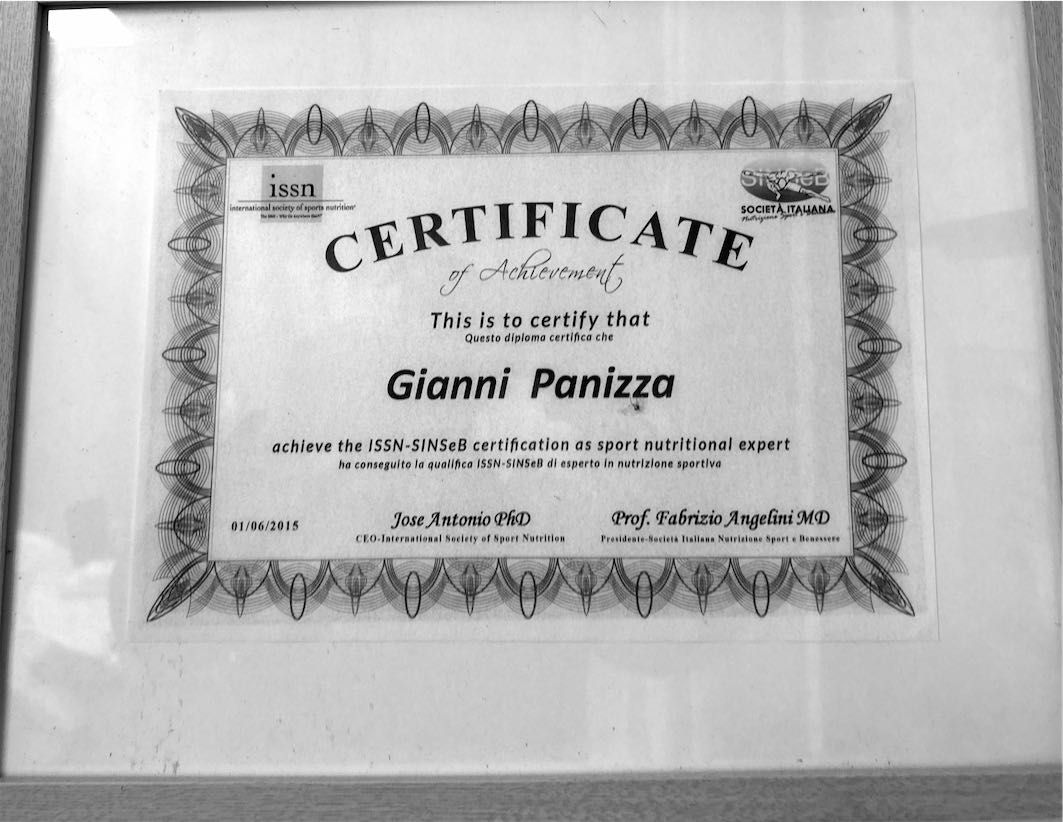 issn
international society of sports nutrition®
SINSeB
SOCIETÀ ITALIANA
Nutrizione Sport e
CERTIFICATE
of Achievement
This is to certify that
Questo diploma certifica che
Gianni Panizza
achieve the ISSN-SINSeB certification as sport nutritional expert
ha conseguito la qualifica ISSN-SINSeB di esperto in nutrizione sportiva
01/06/2015
Jose Antonio PhD
CEO-International Society of Sport Nutrition
Prof. Fabrizio Angelini MD
Presidente-Società Italiana Nutrizione Sport e Benessere